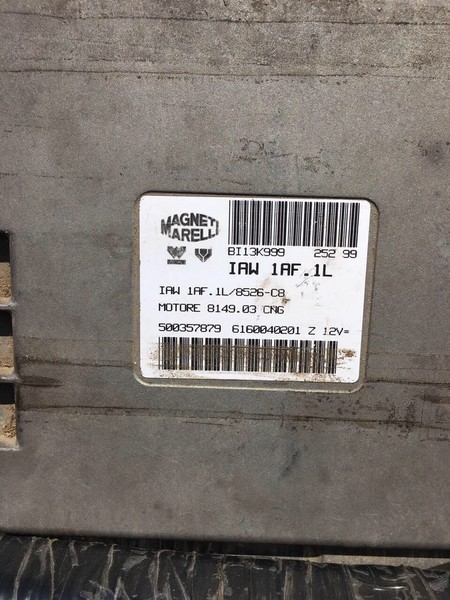 MAGNETI
MARELLI
BI13K999 252 99
IAW 1AF.1L
IAW 1AF.1L/8526-C8
MOTORE 8149.03 CNG
500357879 6160040201 Z 12V=